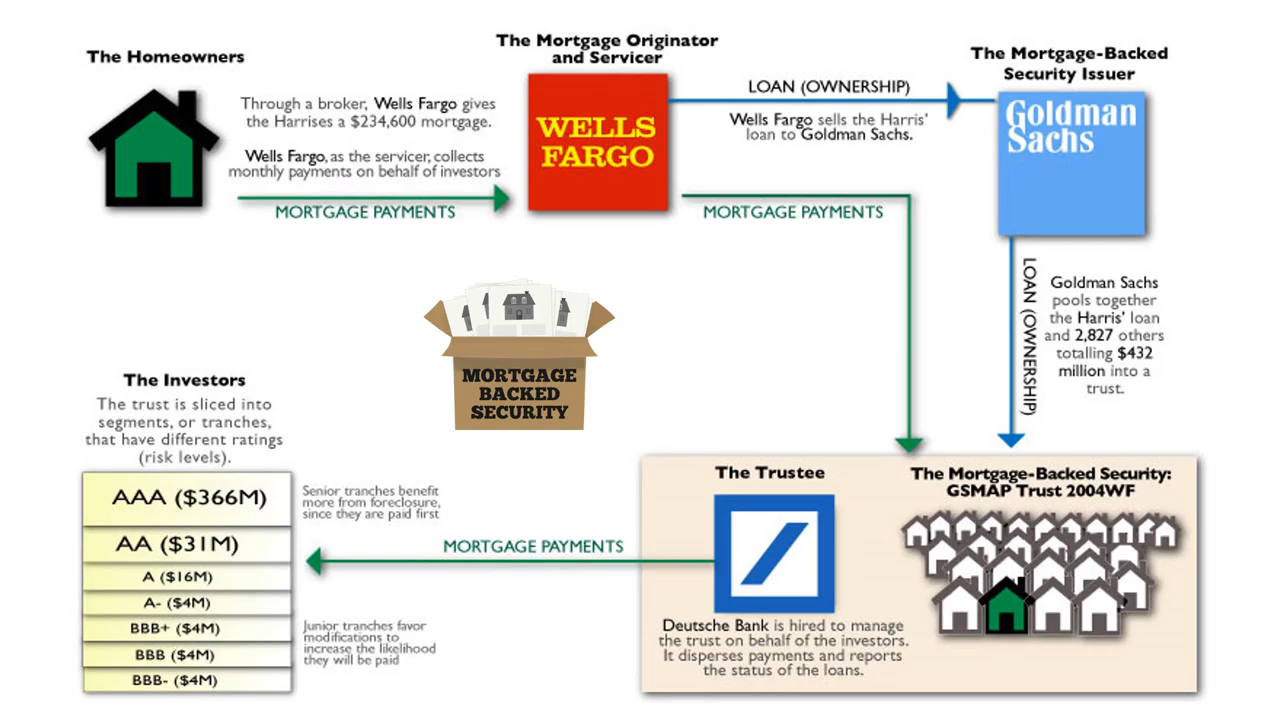 The Homeowners
Through a broker, Wells Fargo gives
the Harrises a $234,600 mortgage.
Wells Fargo, as the servicer, collects
monthly payments on behalf of investors
MORTGAGE PAYMENTS
The Mortgage Originator
and Servicer
WELLS
FARGO
LOAN (OWNERSHIP)
Wells Fargo sells the Harris'
loan to Goldman Sachs.
MORTGAGE PAYMENTS
The Mortgage-Backed
Security Issuer
Goldman
Sachs
LOAN (OWNERSHIP)
Goldman Sachs
pools together
the Harris' loan
and 2,827 others
totalling $432
million into a
trust.
MORTGAGE
BACKED
SECURITY
The Investors
The trust is sliced into
segments, or tranches,
that have different ratings
(risk levels).
AAA ($366M)
AA ($31M)
A ($16M)
A- ($4M)
BBB+ ($4M)
BBB ($4M)
BBB- ($4M)
Senior tranches benefit
more from foreclosure,
since they are paid first
MORTGAGE PAYMENTS
Junior tranches favor
modifications to
increase the likelihood
they will be paid
The Trustee
Deutsche Bank is hired to manage
the trust on behalf of the investors.
It disperses payments and reports
the status of the loans.
The Mortgage-Backed Security:
GSMAP Trust 2004WF